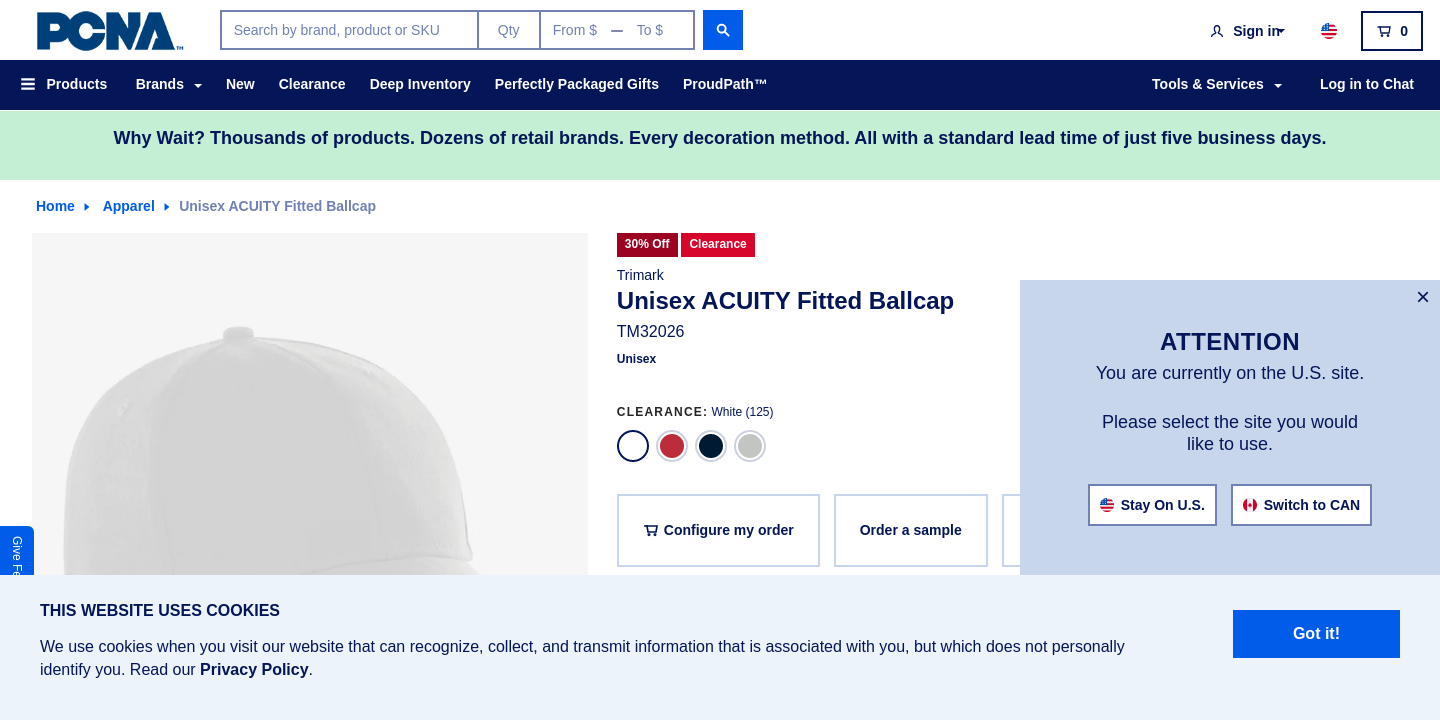 PCNA™
Search by brand, product or SKU
Qty
From $ — To $
Sign in
0
Products
Brands
New
Clearance
Deep Inventory
Perfectly Packaged Gifts
ProudPath™
Tools & Services
Log in to Chat
Why Wait? Thousands of products. Dozens of retail brands. Every decoration method. All with a standard lead time of just five business days.
Home
Apparel
Unisex ACUITY Fitted Ballcap
30% Off
Clearance
Trimark
Unisex ACUITY Fitted Ballcap
TM32026
Unisex
CLEARANCE: White (125)
Configure my order
Order a sample
×
ATTENTION
You are currently on the U.S. site.
Please select the site you would
like to use.
Stay On U.S.
Switch to CAN
Give
THIS WEBSITE USES COOKIES
We use cookies when you visit our website that can recognize, collect, and transmit information that is associated with you, but which does not personally
identify you. Read our Privacy Policy.
Got it!